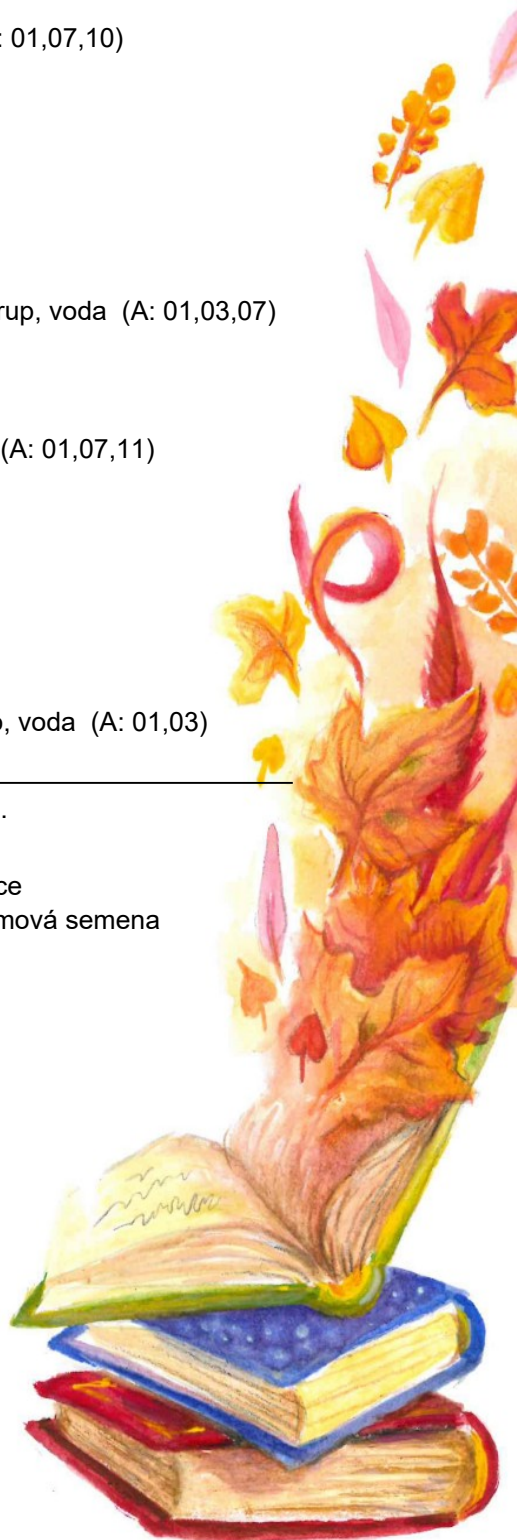 : 01,07,10)
rup, voda (A: 01,03,07)
(A: 01,07,11)
, voda (A: 01,03)
.
ce
mová semena